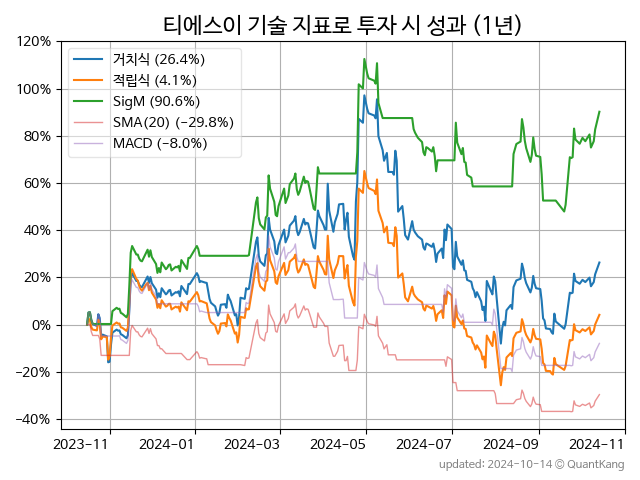 티에스이 기술 지표로 투자 시 성과 (1년)
120%
100%
80%
60%
40%
20%
0%
−20%
−40%
거치식 (26.4%)
적립식 (4.1%)
SigM (90.6%)
SMA(20) (−29.8%)
MACD (−8.0%)
2023-11
2024-01
2024-03
2024-05
2024-07
2024-09
2024-11
updated: 2024-10-14 © QuantKang